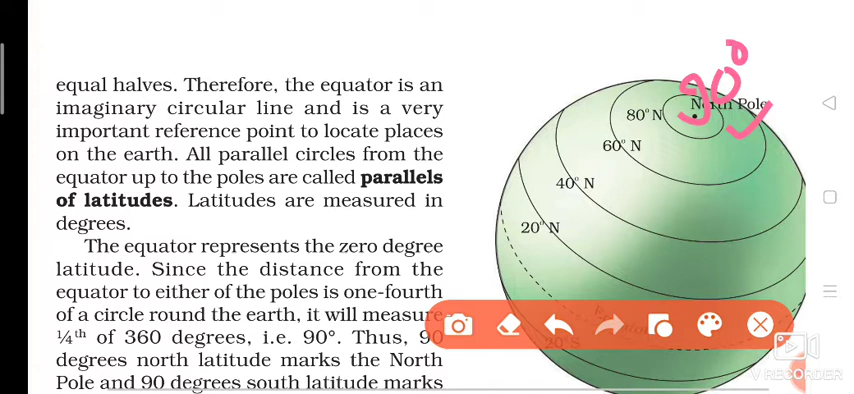 equal halves. Therefore, the equator is an
imaginary circular line and is a very
important reference point to locate places
on the earth. All parallel circles from the
equator up to the poles are called parallels
of latitudes. Latitudes are measured in
degrees.
The equator represents the zero degree
latitude. Since the distance from the
equator to either of the poles is one-fourth
of a circle round the earth, it will measure
¼th of 360 degrees, i.e. 90°. Thus, 90
degrees north latitude marks the North
Pole and 90 degrees south latitude marks
90°
North Pole
80° N
60° N
40° N
20° N
20° S
V RECORDER